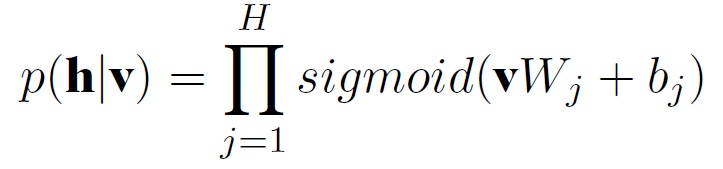 p(h|v) = ∏_{j=1}^{H} sigmoid(vW_j + b_j)